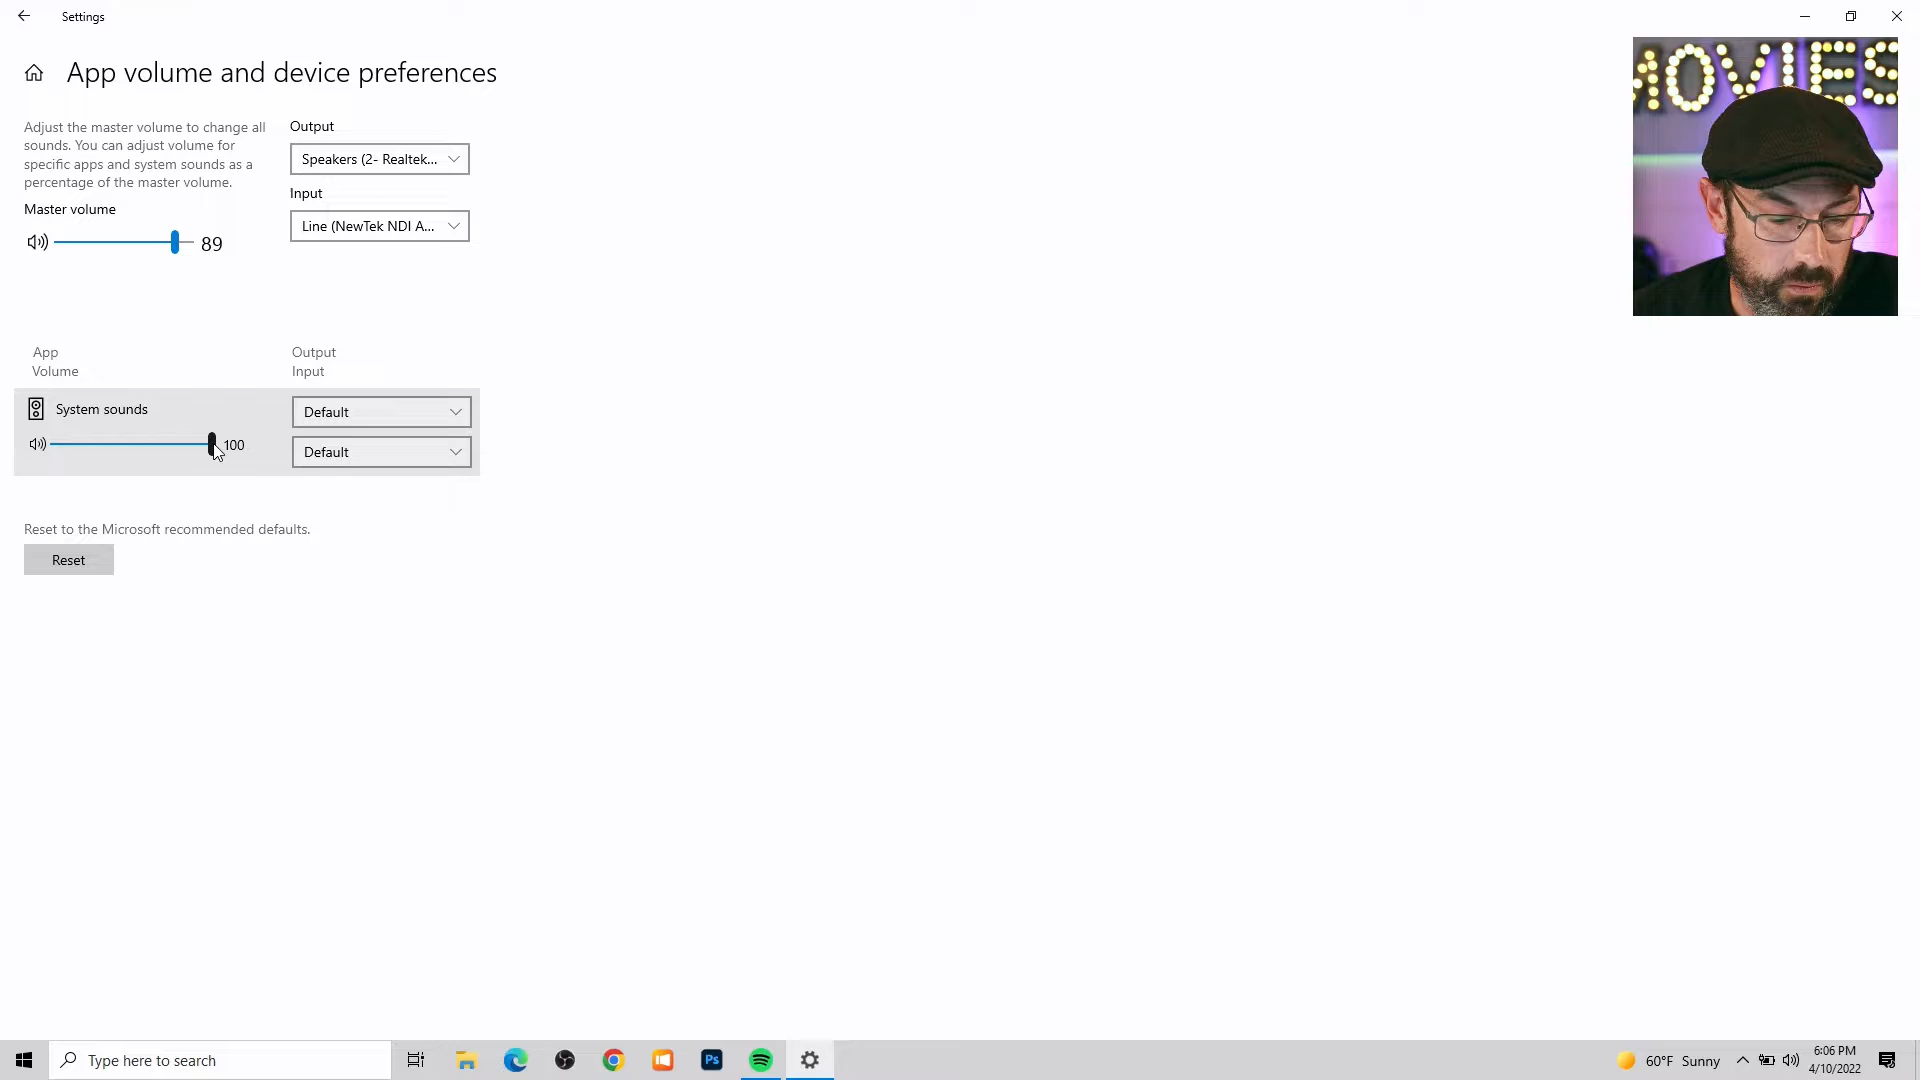 Settings
App volume and device preferences
Adjust the master volume to change all
sounds. You can adjust volume for
specific apps and system sounds as a
percentage of the master volume.
Master volume
89
Output
Speakers (2- Realtek...
Input
Line (NewTek NDI A...
App
Volume
Output
Input
System sounds
100
Default
Default
Reset to the Microsoft recommended defaults.
Reset
MOVIES
Type here to search
Ps
60°F Sunny
6:06 PM
4/10/2022